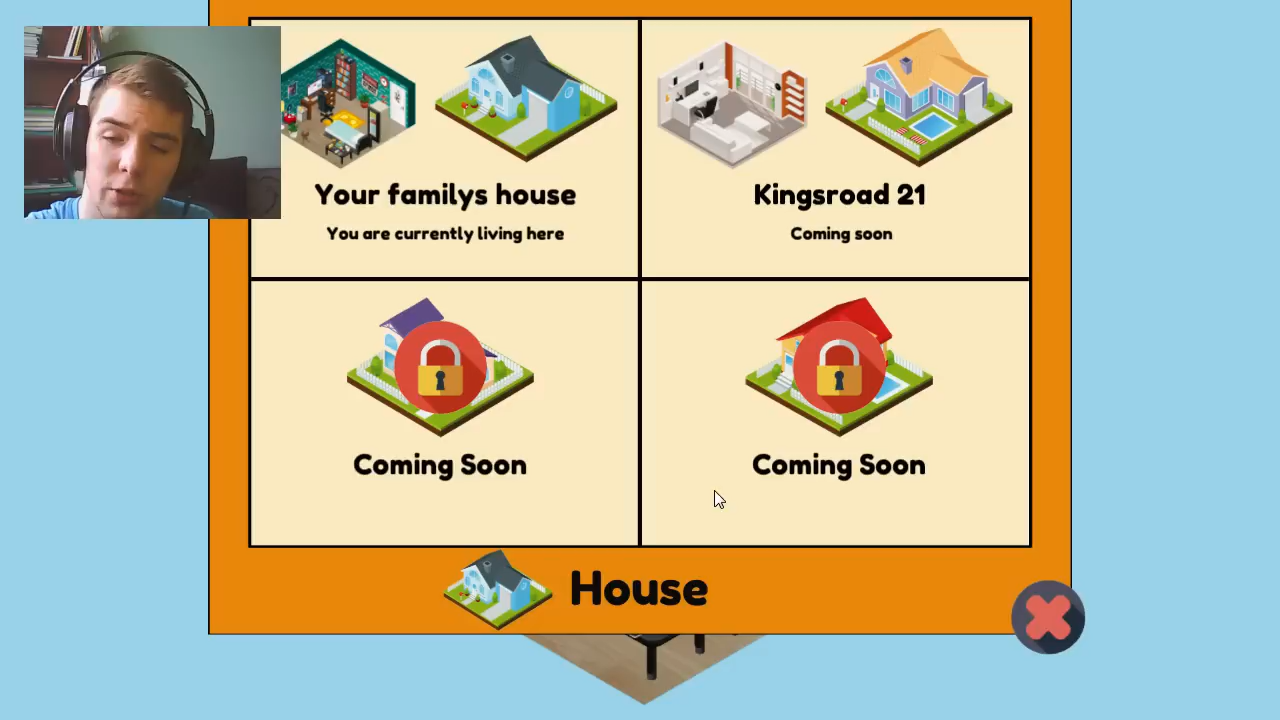 Your familys house
You are currently living here
Kingsroad 21
Coming soon
Coming Soon
Coming Soon
House